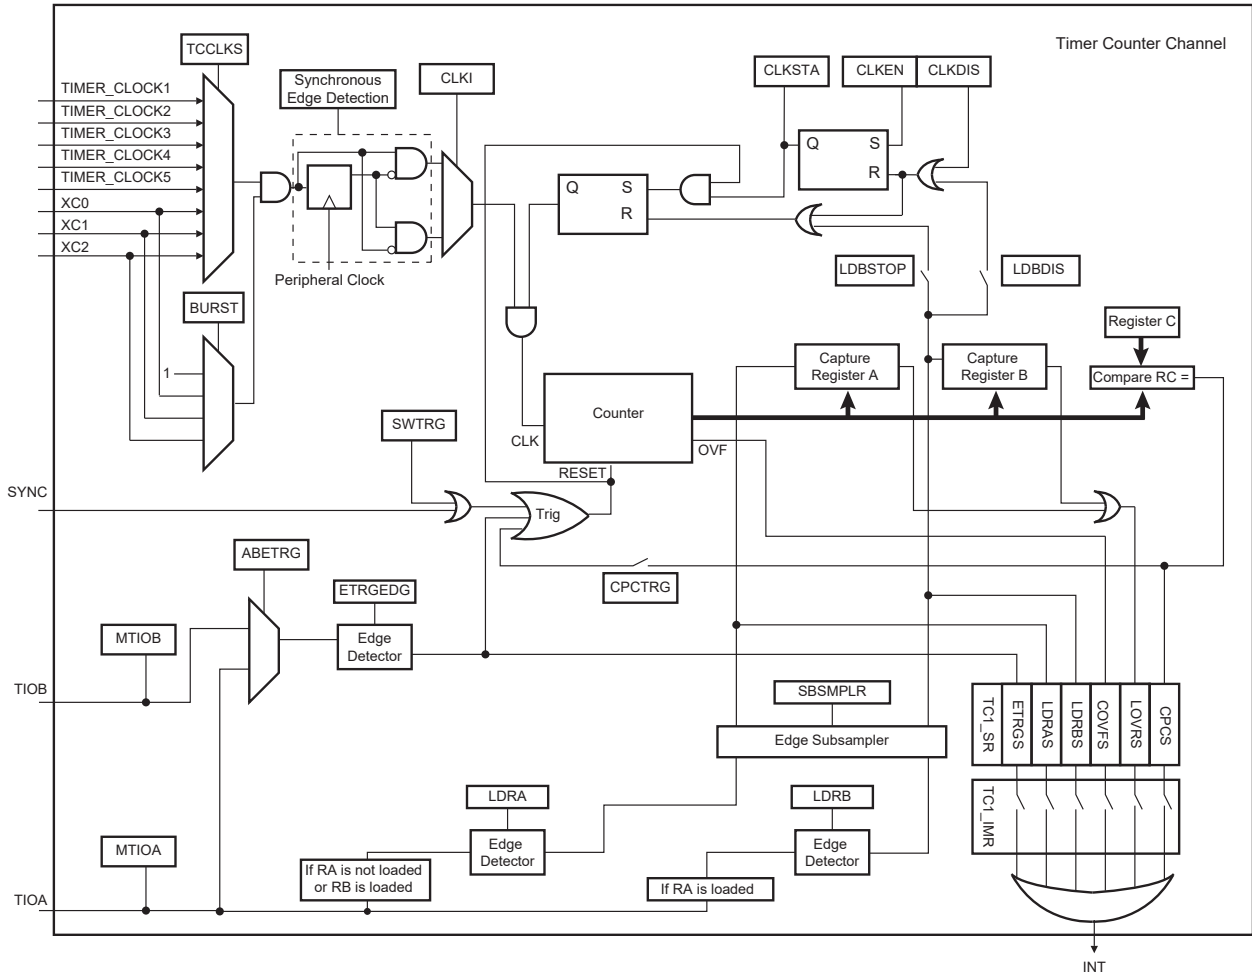 Timer Counter Channel
TCCLKS
TIMER_CLOCK1
TIMER_CLOCK2
TIMER_CLOCK3
TIMER_CLOCK4
TIMER_CLOCK5
XC0
XC1
XC2
Synchronous
Edge Detection
CLKI
Peripheral Clock
CLKSTA
CLKEN
CLKDIS
Q
S
R
Q
S
R
LDBSTOP
LDBDIS
BURST
1
Register C
Capture
Register A
Capture
Register B
Compare RC =
Counter
CLK
OVF
RESET
SWTRG
SYNC
Trig
CPCTRG
ABETRG
ETRGEDG
Edge
Detector
MTIOB
TIOB
SBSMPLR
Edge Subsampler
TC1_SR
ETRGS
LDRAS
LDRBS
COVFS
LOVRS
CPCS
TC1_IMR
LDRA
Edge
Detector
LDRB
Edge
Detector
MTIOA
If RA is not loaded
or RB is loaded
If RA is loaded
TIOA
INT